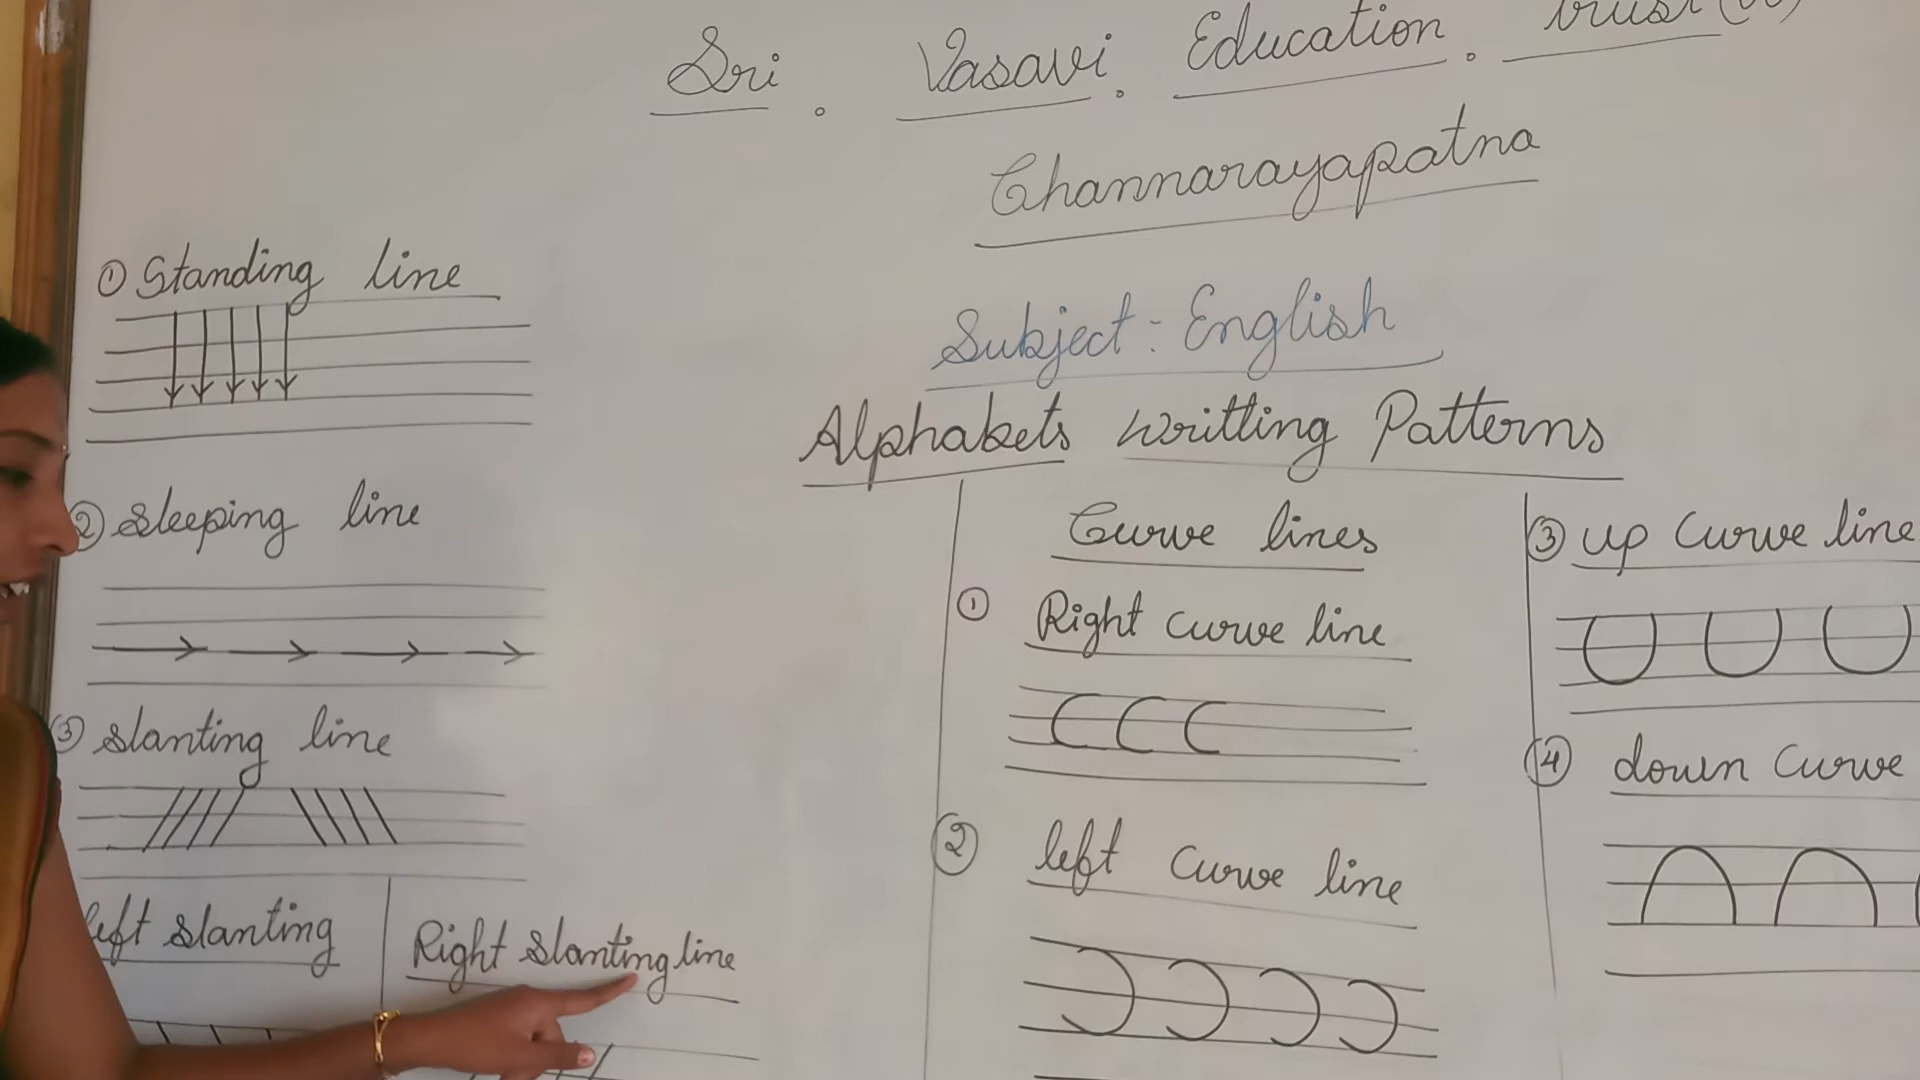 Sri . Vasavi . Education . trust
Channarayapatna
Subject : English
Alphabets writting Patterns
① Standing line
② Sleeping line
③ slanting line
left slanting
Right slanting line
Curve lines
① Right curve line
② left curve line
③ up curve line
④ down curve